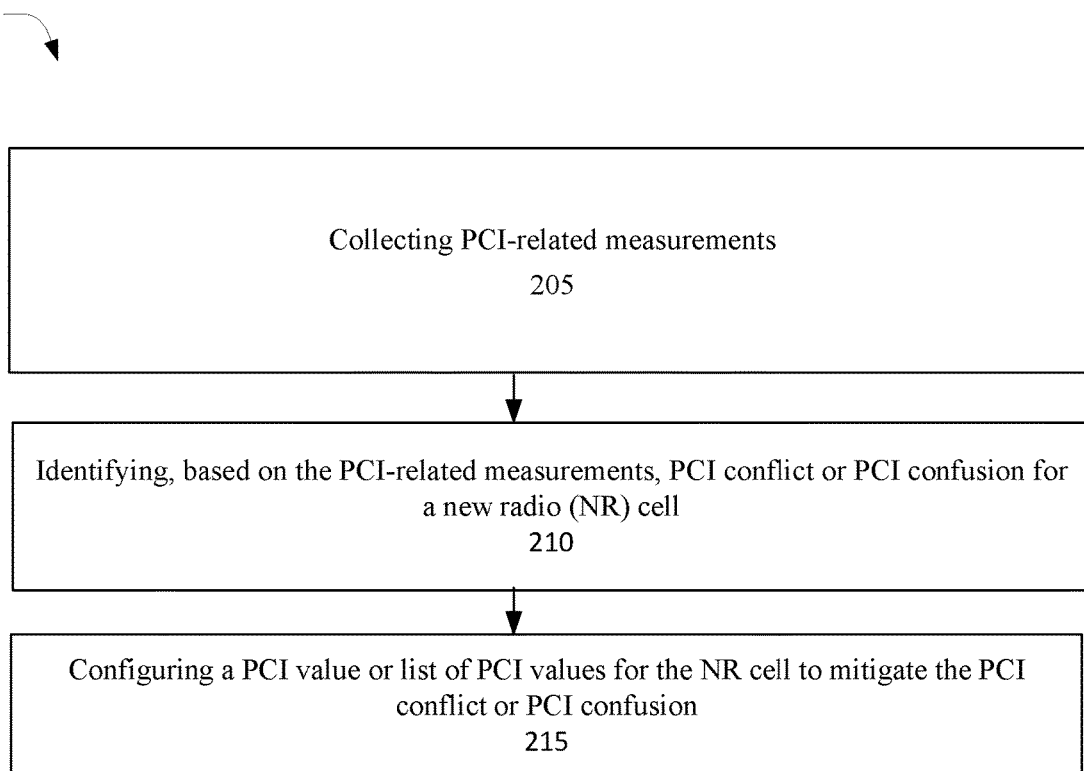 Collecting PCI-related measurements
205
Identifying, based on the PCI-related measurements, PCI conflict or PCI confusion for
a new radio (NR) cell
210
Configuring a PCI value or list of PCI values for the NR cell to mitigate the PCI
conflict or PCI confusion
215